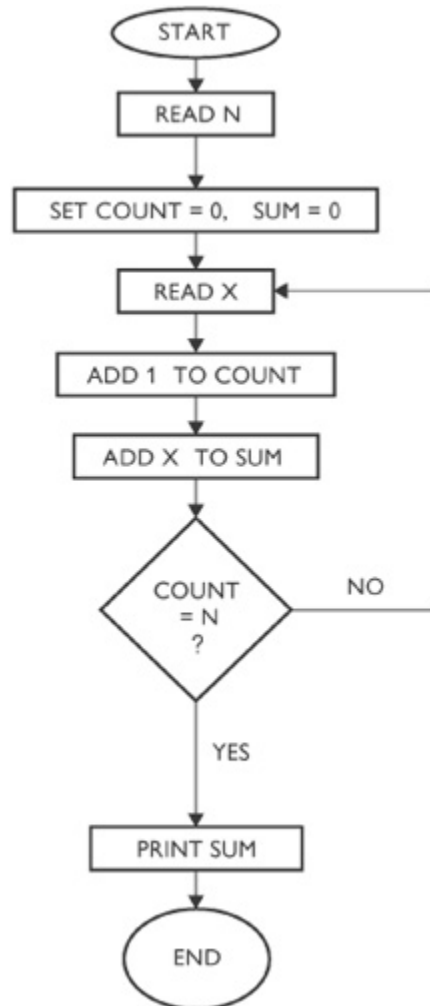 START
READ N
SET COUNT = 0, SUM = 0
READ X
ADD 1 TO COUNT
ADD X TO SUM
COUNT
= N
?
NO
YES
PRINT SUM
END